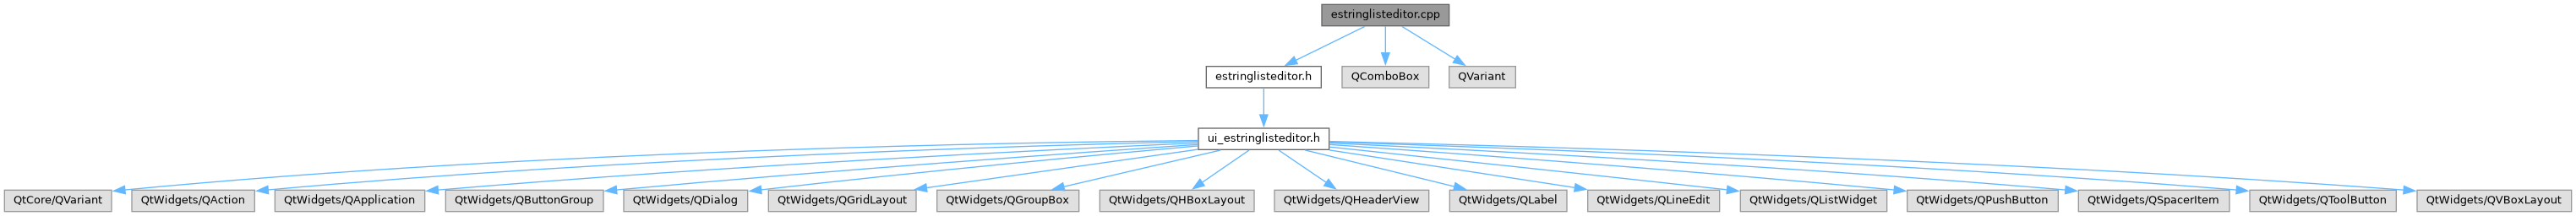 estringlisteditor.cpp
estringlisteditor.h
QComboBox
QVariant
ui_estringlisteditor.h
QtCore/QVariant
QtWidgets/QAction
QtWidgets/QApplication
QtWidgets/QButtonGroup
QtWidgets/QDialog
QtWidgets/QGridLayout
QtWidgets/QGroupBox
QtWidgets/QHBoxLayout
QtWidgets/QHeaderView
QtWidgets/QLabel
QtWidgets/QLineEdit
QtWidgets/QListWidget
QtWidgets/QPushButton
QtWidgets/QSpacerItem
QtWidgets/QToolButton
QtWidgets/QVBoxLayout